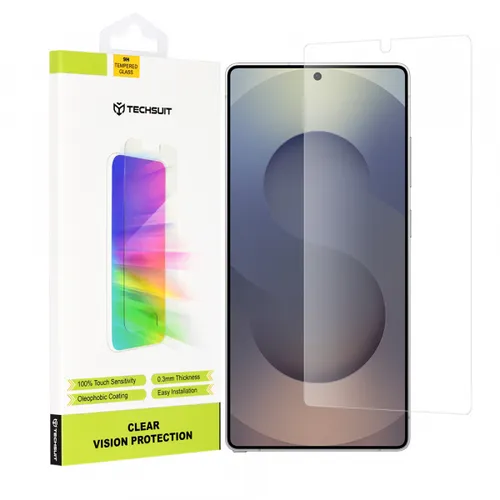 9H
TEMPERED
GLASS
TECHSUIT
100% Touch Sensitivity
0.3mm Thickness
Oleophobic Coating
Easy Installation
CLEAR
VISION PROTECTION
TECHSUIT